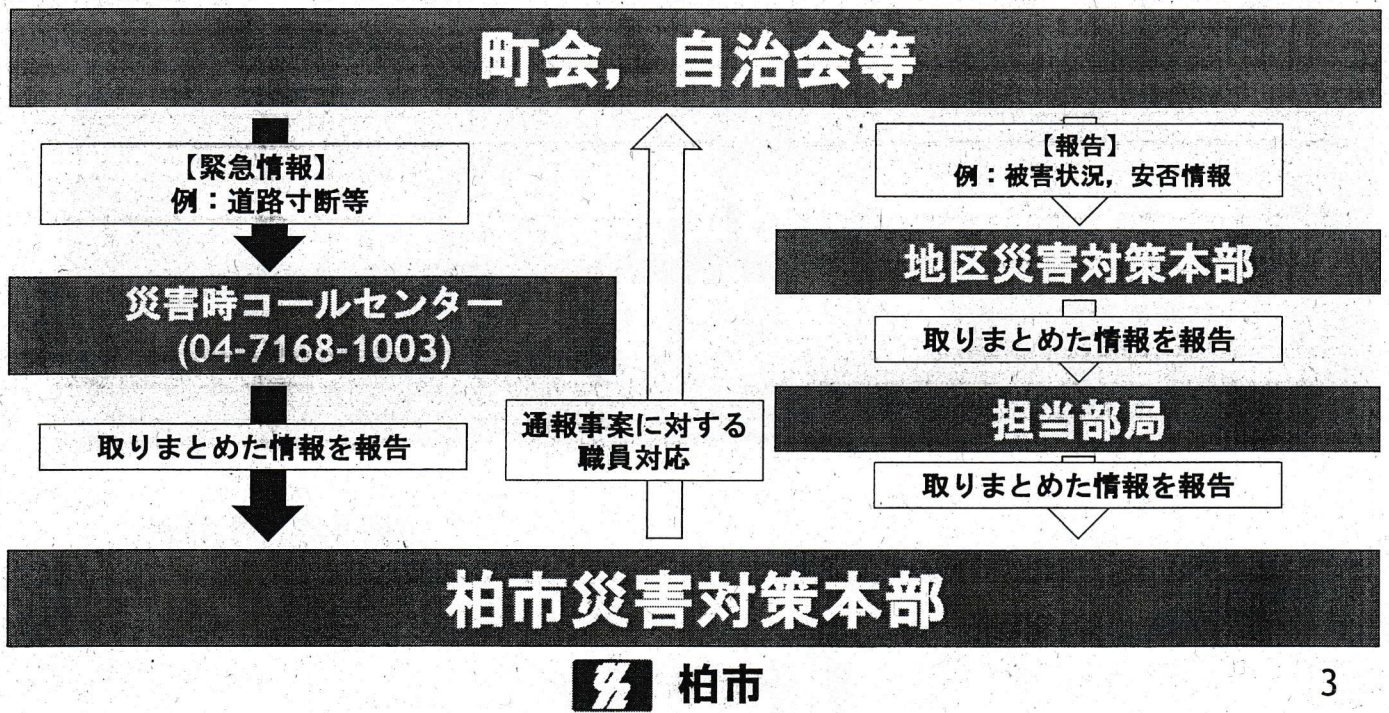 町会，自治会等
【緊急情報】
例：道路寸断等
【報告】
例：被害状況，安否情報
災害時コールセンター
(04-7168-1003)
地区災害対策本部
取りまとめた情報を報告
担当部局
取りまとめた情報を報告
通報事案に対する
職員対応
取りまとめた情報を報告
柏市災害対策本部
柏市
3